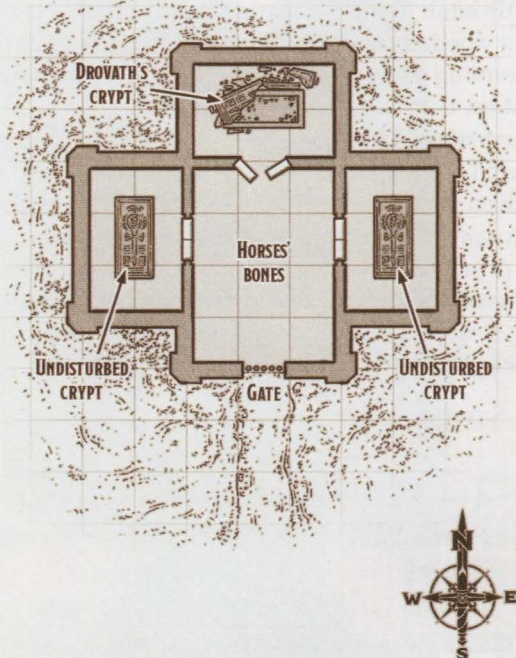 DROVATH'S
CRYPT
HORSES'
BONES
UNDISTURBED
CRYPT
UNDISTURBED
CRYPT
GATE
N
W
E
S